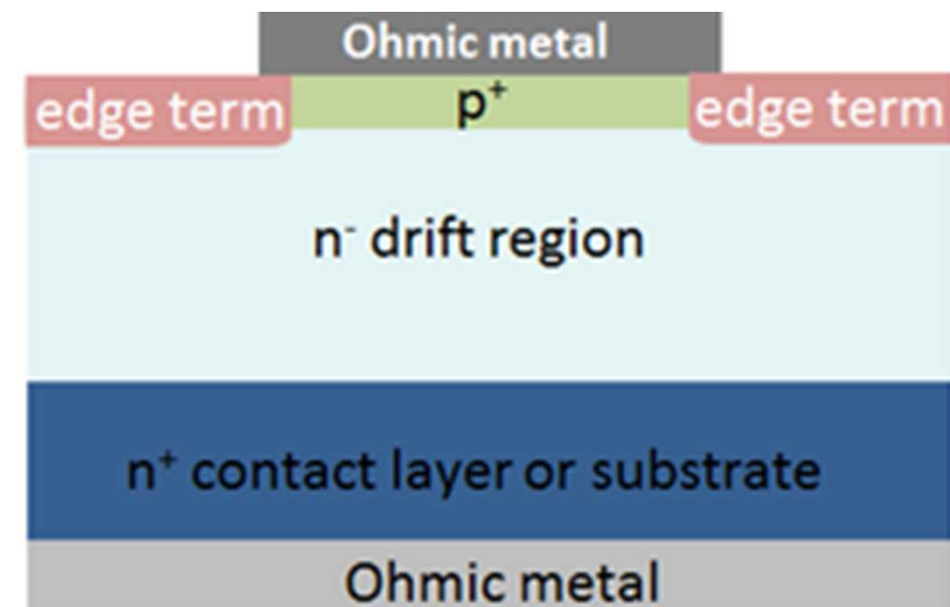 Ohmic metal
edge term p⁺ edge term
n⁻ drift region
n⁺ contact layer or substrate
Ohmic metal